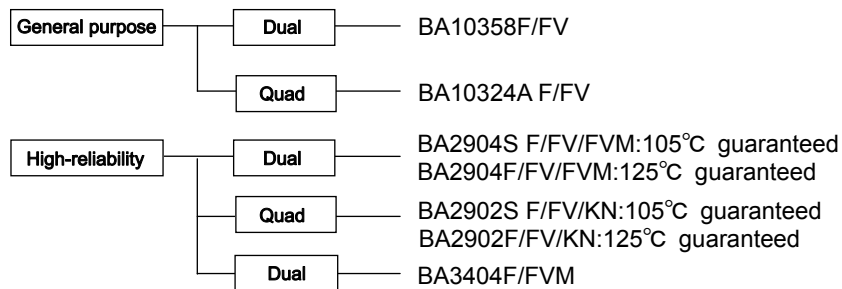 General purpose
Dual
BA10358F/FV
Quad
BA10324A F/FV
High-reliability
Dual
BA2904S F/FV/FVM:105℃ guaranteed
BA2904F/FV/FVM:125℃ guaranteed
Quad
BA2902S F/FV/KN:105℃ guaranteed
BA2902F/FV/KN:125℃ guaranteed
Dual
BA3404F/FVM